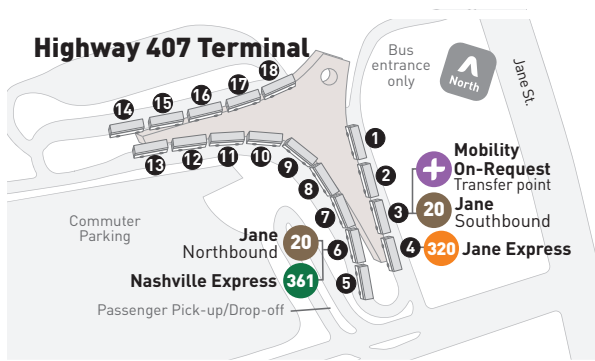 Highway 407 Terminal
Bus
entrance
only
North
Jane St.
18
17
16
15
14
13
12
11
10
9
8
7
6
5
1
2
3
4
Mobility
On-Request
Transfer point
20 Jane
Southbound
320 Jane Express
Commuter
Parking
Jane 20
Northbound
Nashville Express 361
Passenger Pick-up/Drop-off